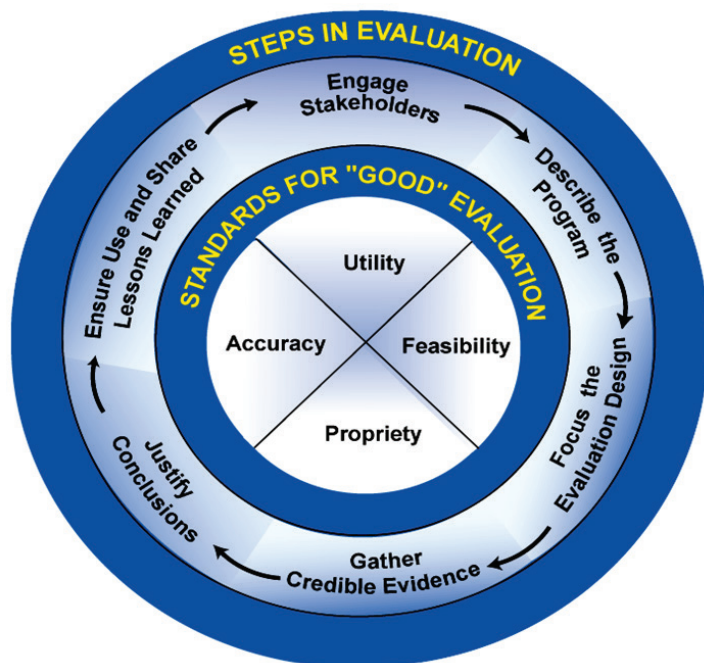 STEPS IN EVALUATION
Engage
Stakeholders
Describe the
Program
Focus the
Evaluation Design
Gather
Credible Evidence
Justify
Conclusions
Ensure Use and Share
Lessons Learned
STANDARDS FOR "GOOD" EVALUATION
Utility
Feasibility
Propriety
Accuracy